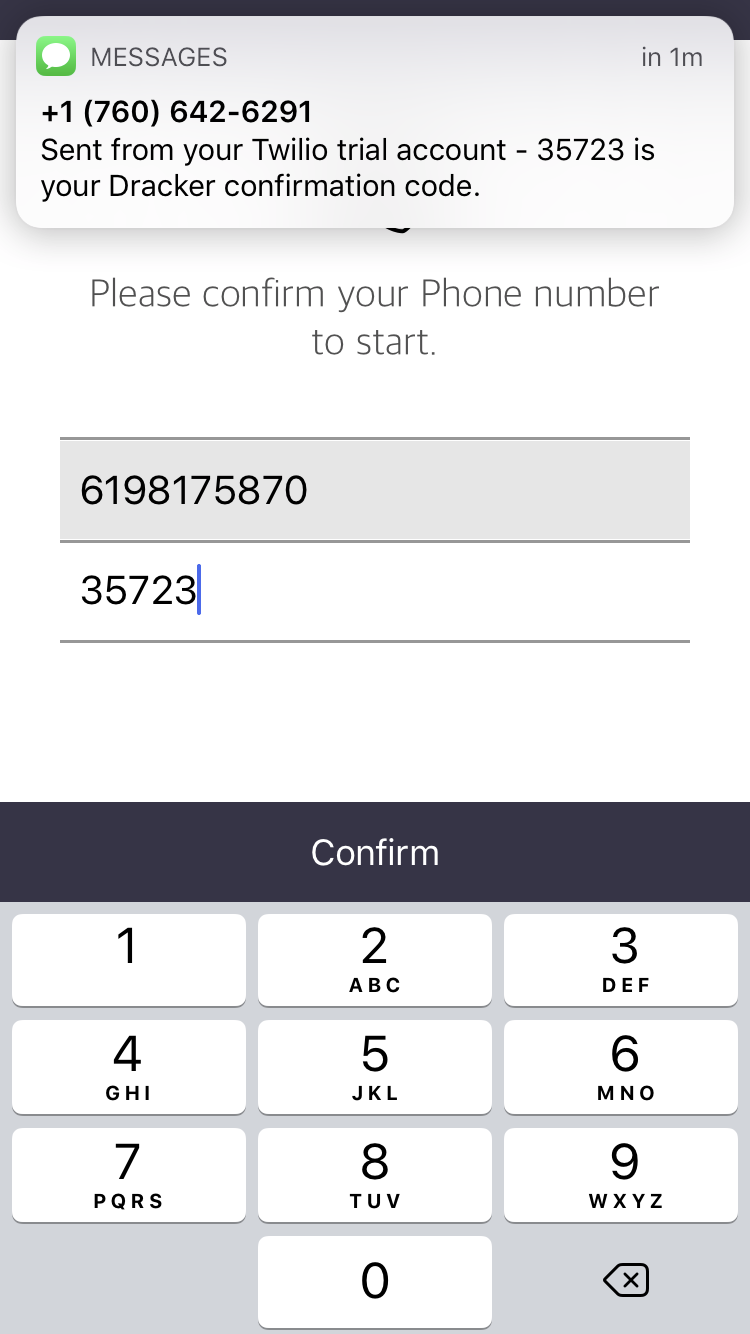 MESSAGES in 1m
+1 (760) 642-6291
Sent from your Twilio trial account - 35723 is
your Dracker confirmation code.
Please confirm your Phone number
to start.
6198175870
35723
Confirm
1 2 3
ABC DEF
4 5 6
GHI JKL MNO
7 8 9
PQRS TUV WXYZ
0